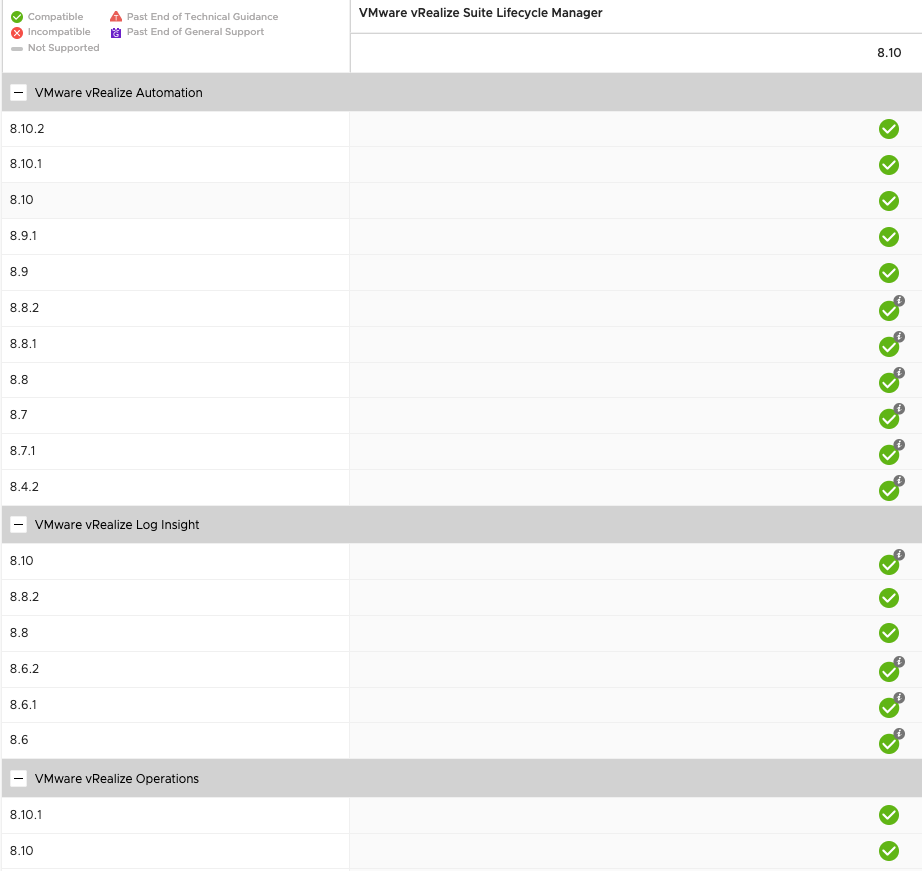 Compatible
Past End of Technical Guidance
Incompatible
Past End of General Support
Not Supported
VMware vRealize Suite Lifecycle Manager
8.10
VMware vRealize Automation
8.10.2
8.10.1
8.10
8.9.1
8.9
8.8.2
8.8.1
8.8
8.7
8.7.1
8.4.2
VMware vRealize Log Insight
8.10
8.8.2
8.8
8.6.2
8.6.1
8.6
VMware vRealize Operations
8.10.1
8.10